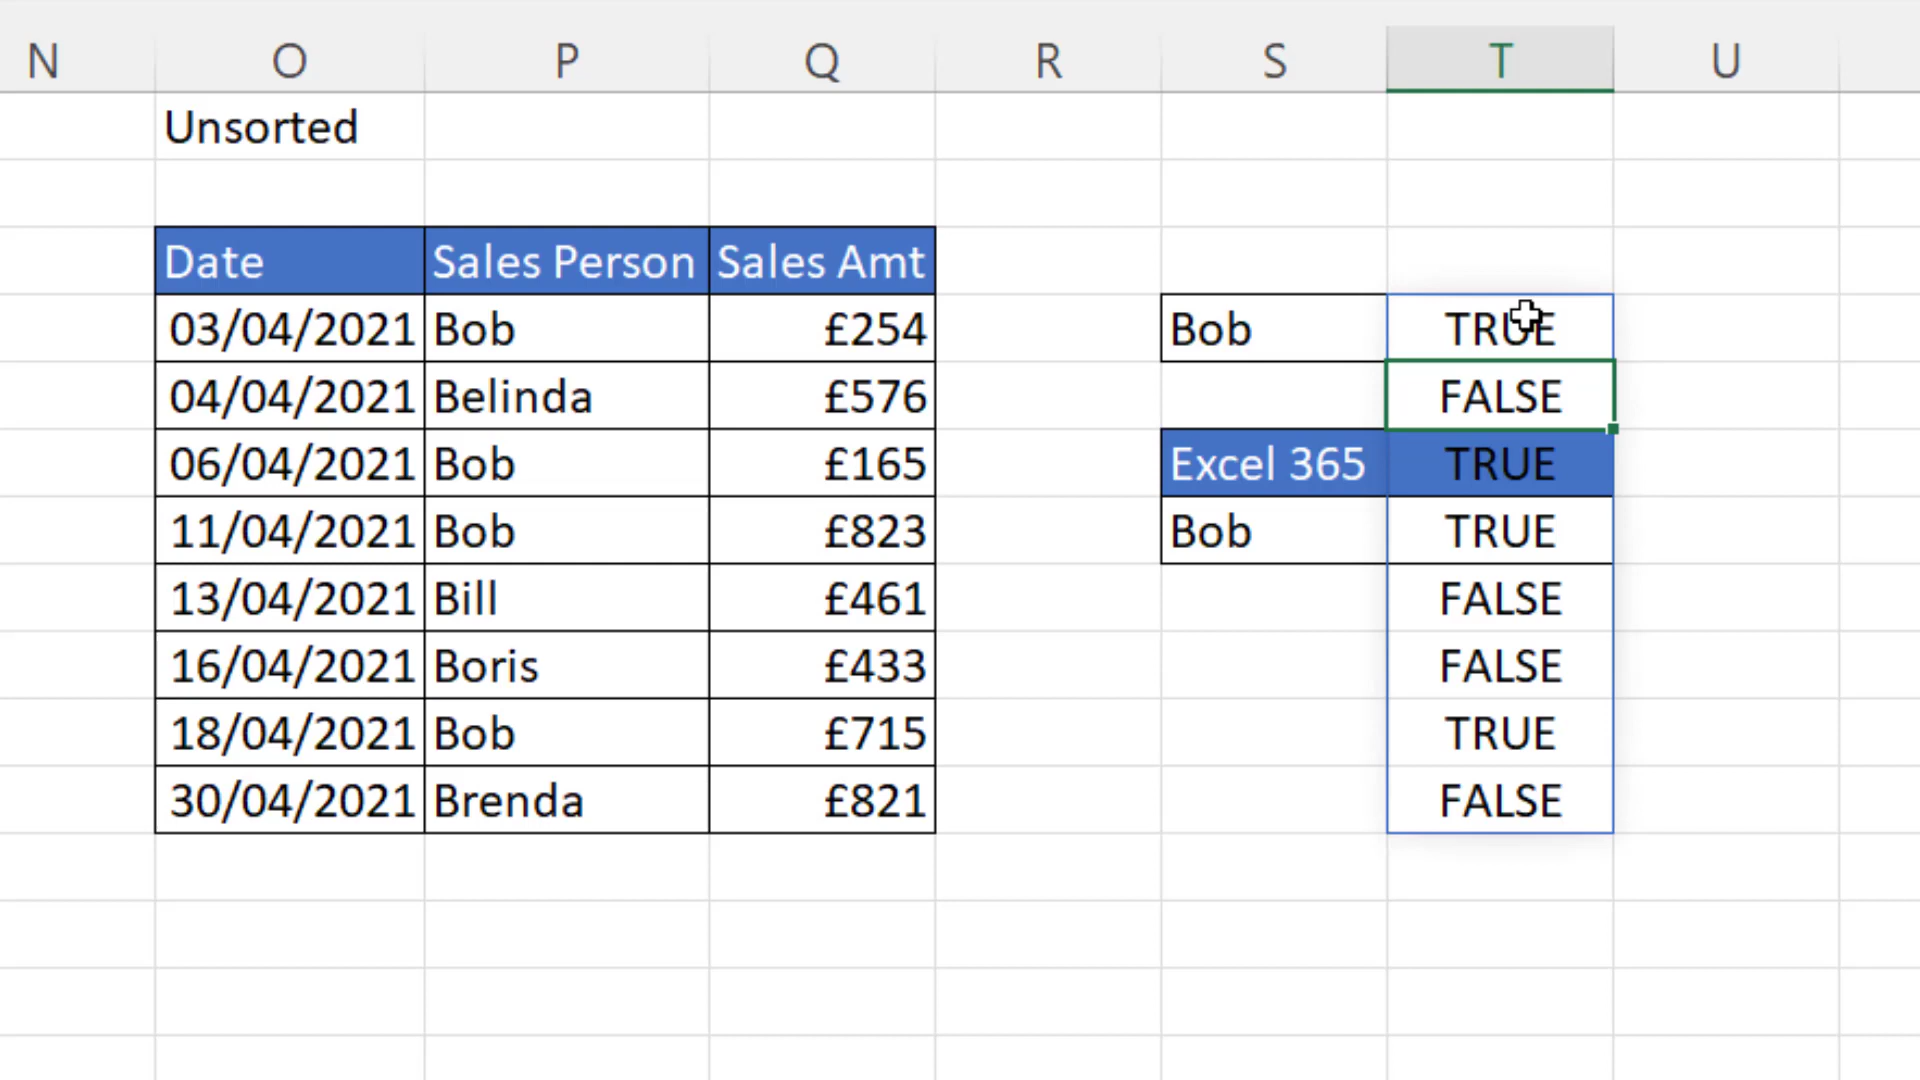 N O P Q R S T U
Unsorted
Date Sales Person Sales Amt
03/04/2021 Bob £254 Bob TRUE
04/04/2021 Belinda £576 FALSE
06/04/2021 Bob £165 Excel 365 TRUE
11/04/2021 Bob £823 Bob TRUE
13/04/2021 Bill £461 FALSE
16/04/2021 Boris £433 FALSE
18/04/2021 Bob £715 TRUE
30/04/2021 Brenda £821 FALSE